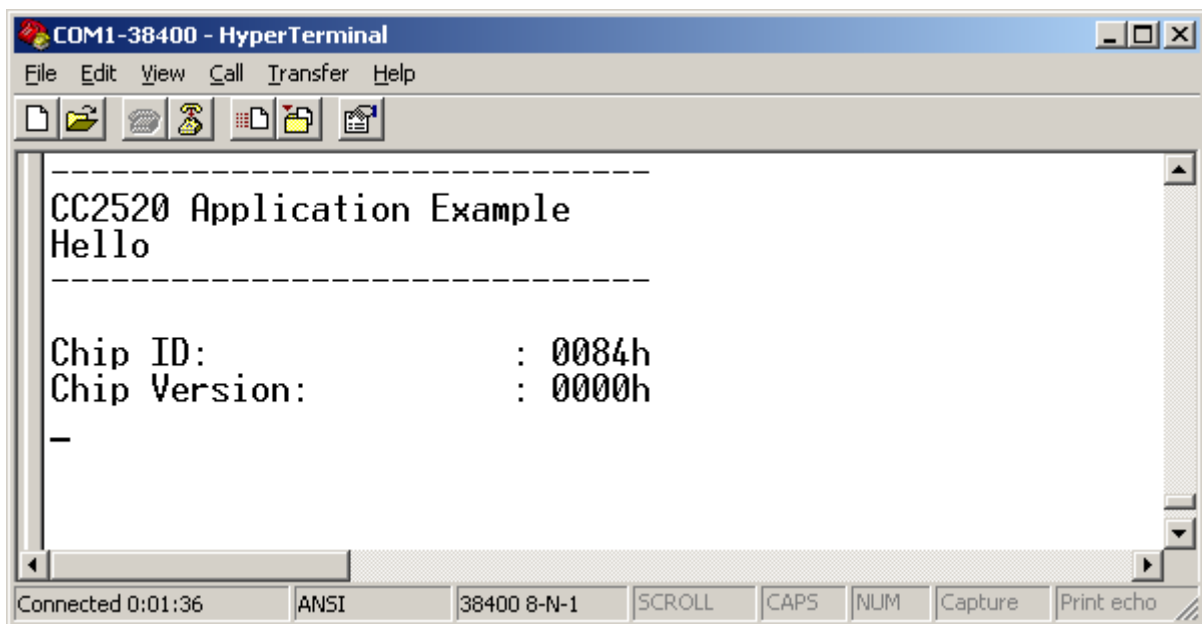 COM1-38400 - HyperTerminal
File Edit View Call Transfer Help
------------------------------
CC2520 Application Example
Hello
------------------------------
Chip ID: : 0084h
Chip Version: : 0000h
_
Connected 0:01:36 ANSI 38400 8-N-1 SCROLL CAPS NUM Capture Print echo